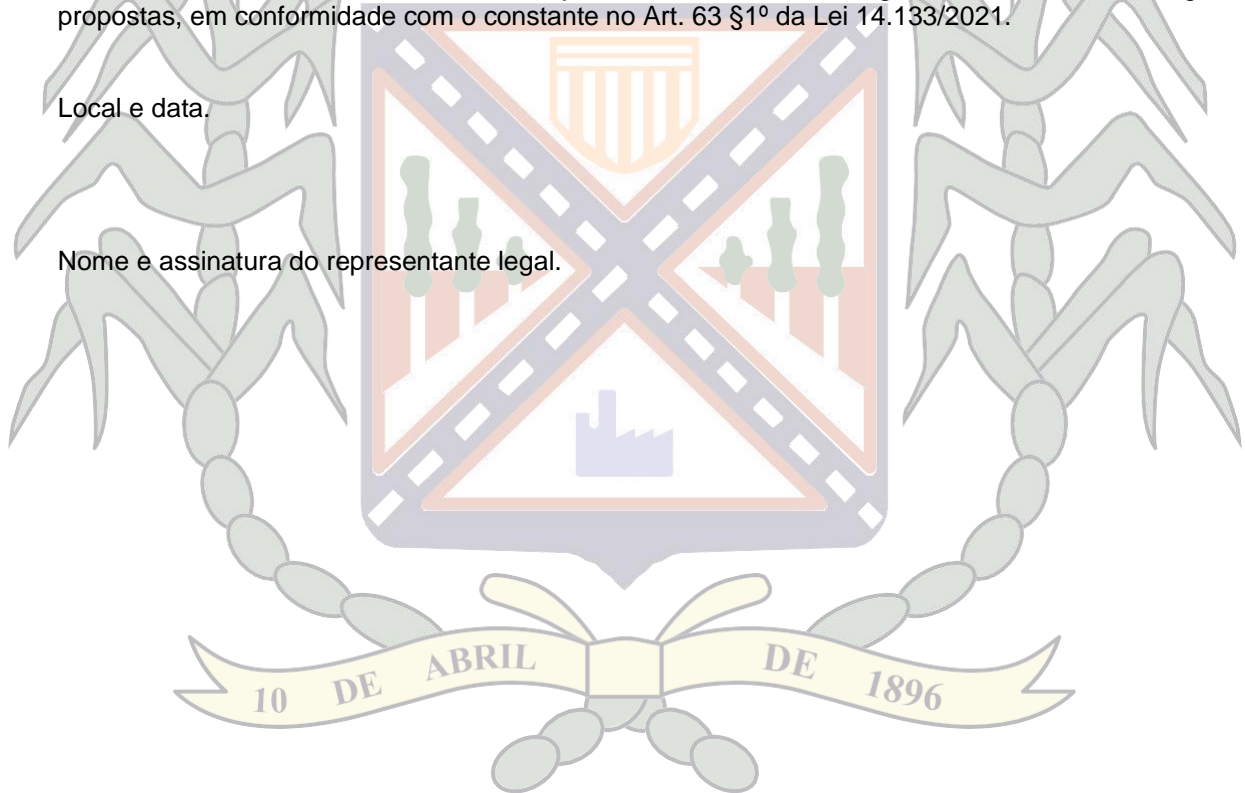 propostas, em conformidade com o constante no Art. 63 §1º da Lei 14.133/2021.
Local e data.
Nome e assinatura do representante legal.
10 DE ABRIL DE 1896